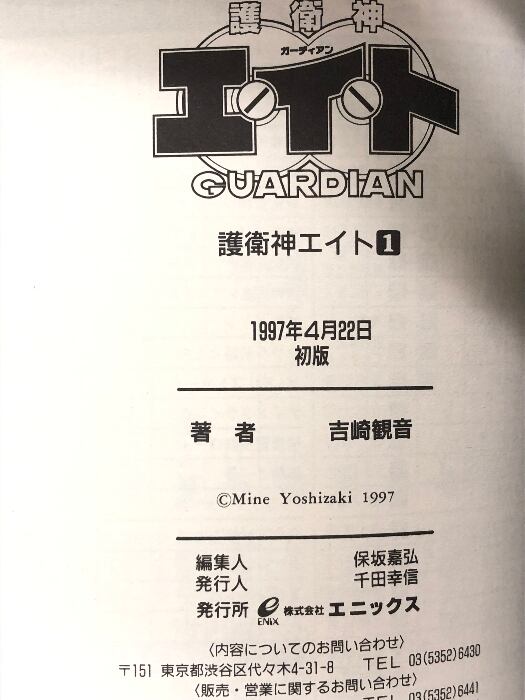 護衛神
ガーディアン
エイト
GUARDIAN
護衛神エイト1
1997年4月22日
初版
著者 吉崎観音
©Mine Yoshizaki 1997
編集人 保坂嘉弘
発行人 千田幸信
発行所 ENIX 株式会社エニックス
〈内容についてのお問い合わせ〉
〒151 東京都渋谷区代々木4-31-8 TEL 03(5352)6430
〈販売・営業に関するお問い合わせ〉
TEL 03(5352)6441